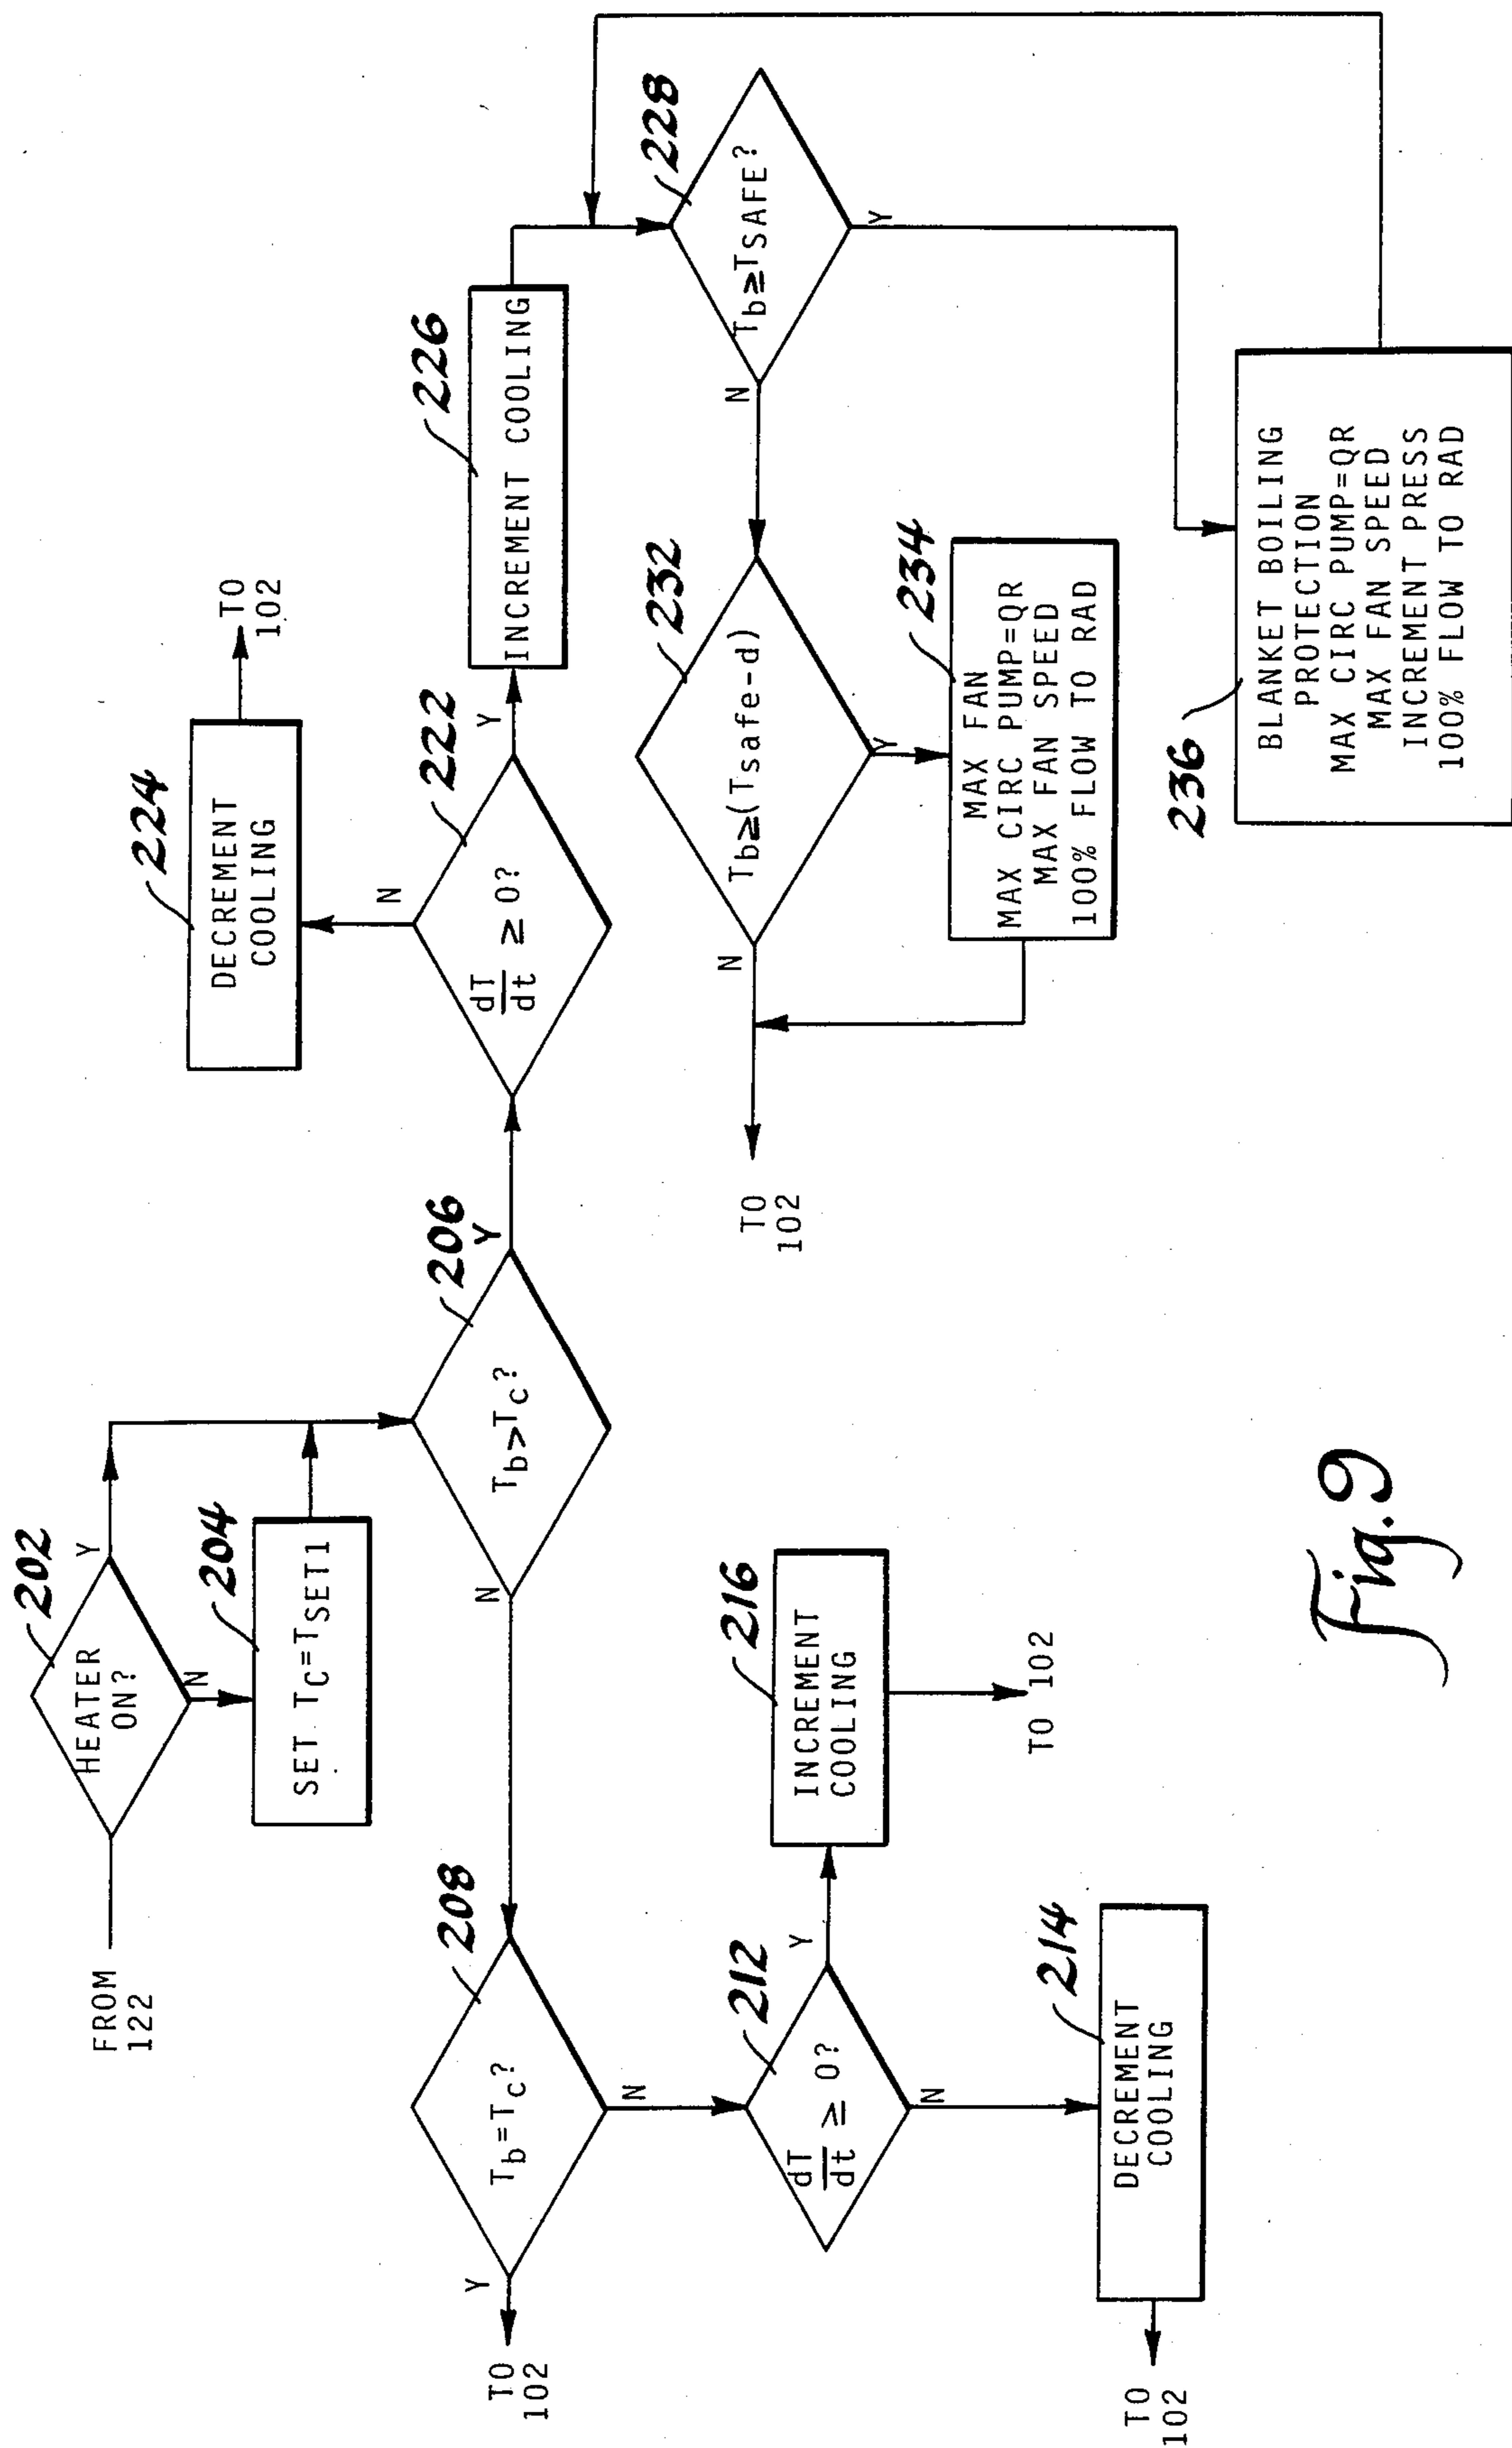 FROM
122
HEATER
ON?
202
Y
N
SET TC=TSET1
204
Tb>Tc?
206
Y
N
Tb=Tc?
208
Y
N
TO
102
dT
dt ≥ 0?
212
Y
N
INCREMENT
COOLING
216
TO 102
DECREMENT
COOLING
214
TO
102
dT
dt ≥ 0?
222
N
Y
DECREMENT
COOLING
224
TO
102
INCREMENT COOLING
226
Tb≥TSAFE?
228
N
Y
Tb≥(Tsafe-d)
232
N
Y
TO
102
MAX FAN
MAX CIRC PUMP=QR
MAX FAN SPEED
100% FLOW TO RAD
234
BLANKET BOILING
PROTECTION
MAX CIRC PUMP=QR
MAX FAN SPEED
INCREMENT PRESS
100% FLOW TO RAD
236
Fig.9